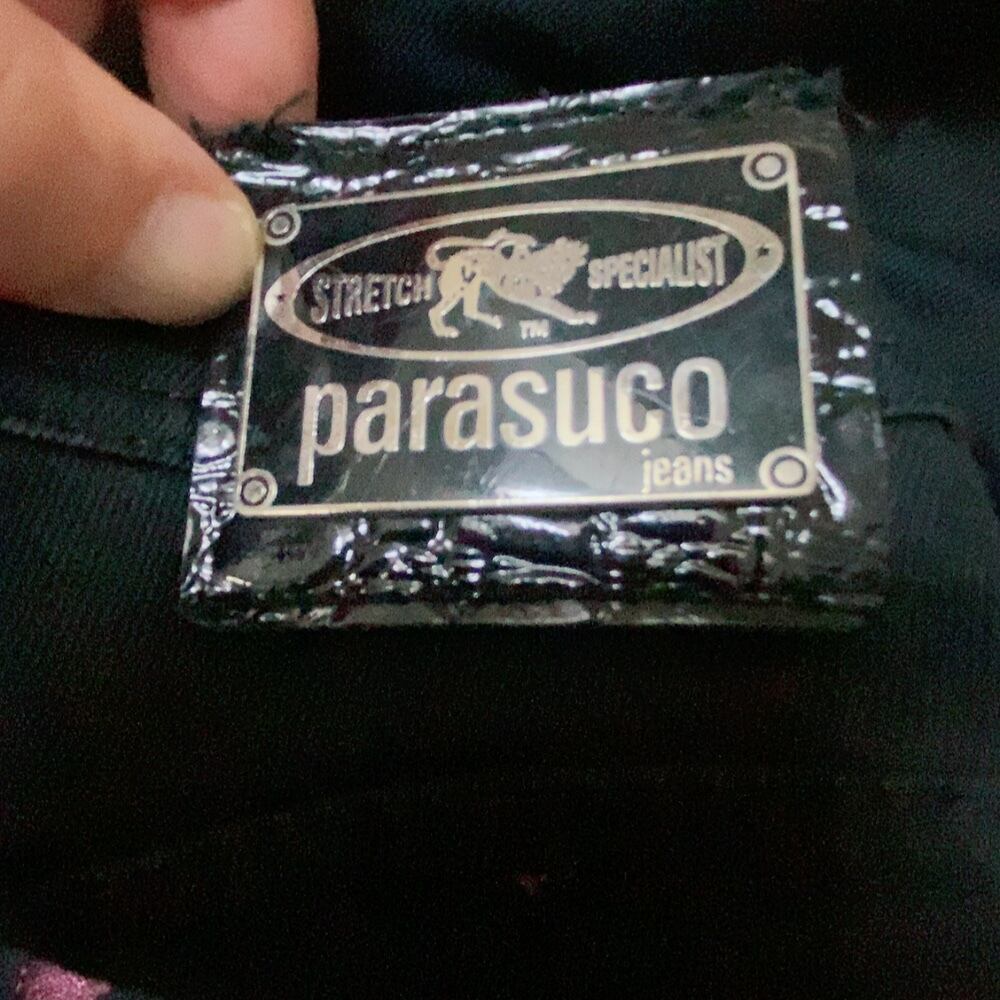 STRETCH SPECIALIST
TM
parasuco
jeans